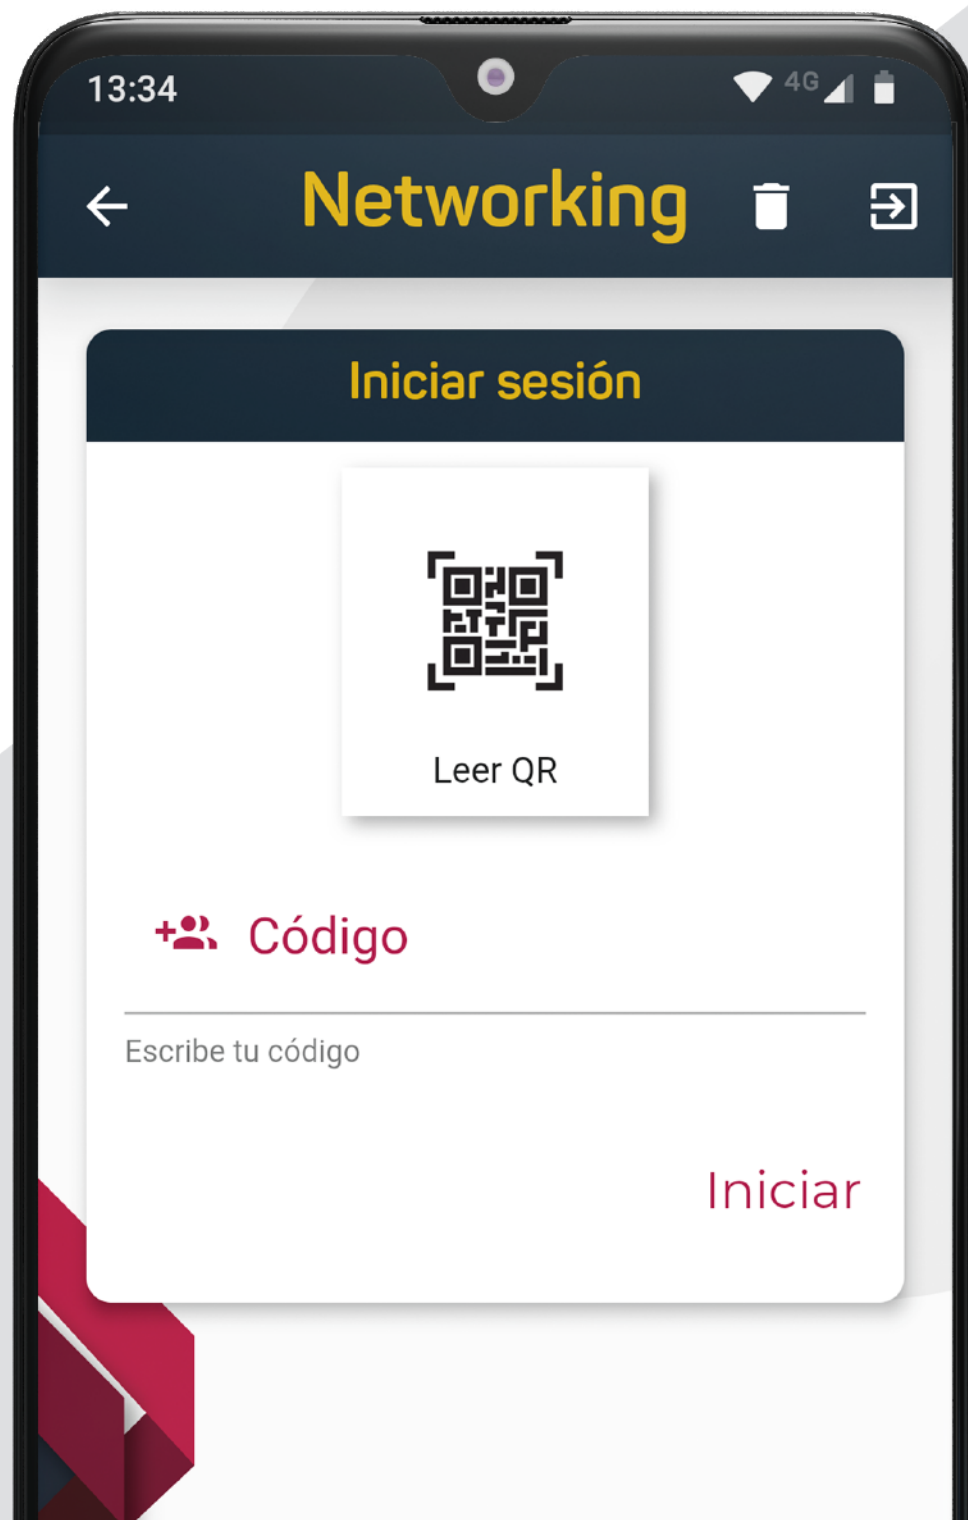 13:34
4G
Networking
Iniciar sesión
Leer QR
Código
Escribe tu código
Iniciar